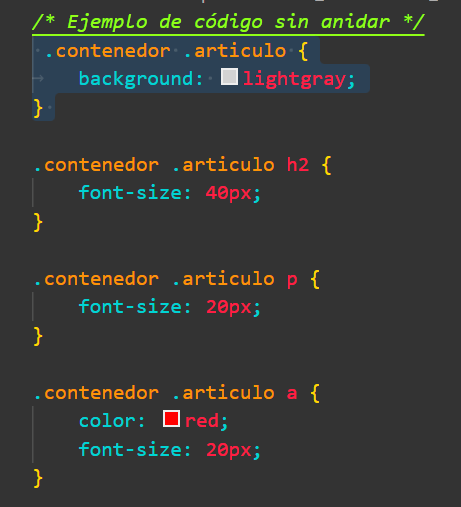 /* Ejemplo de código sin anidar */
.contenedor .articulo {
background: lightgray;
}
.contenedor .articulo h2 {
font-size: 40px;
}
.contenedor .articulo p {
font-size: 20px;
}
.contenedor .articulo a {
color: red;
font-size: 20px;
}